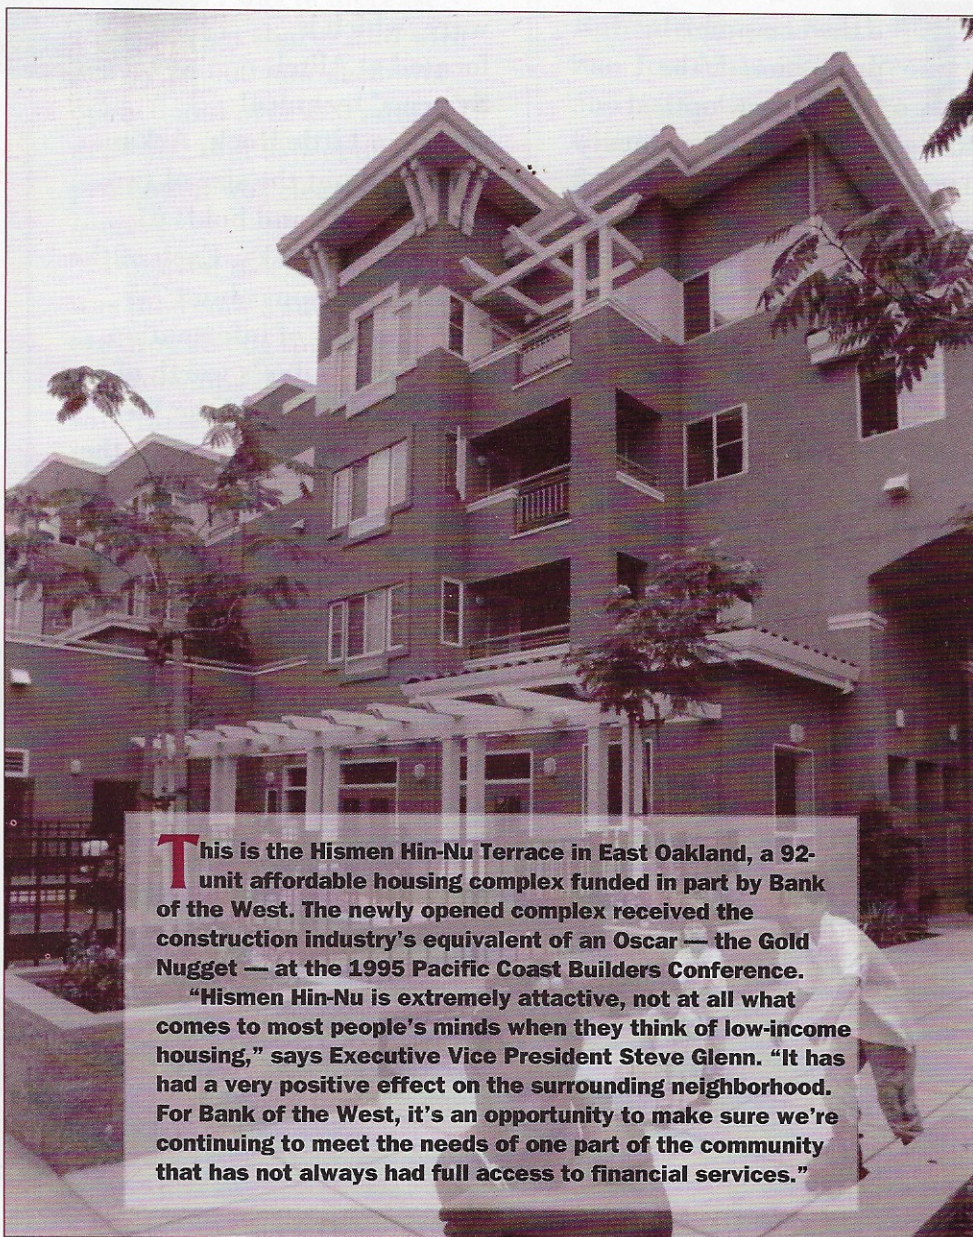 This is the Hismen Hin-Nu Terrace in East Oakland, a 92-
unit affordable housing complex funded in part by Bank
of the West. The newly opened complex received the
construction industry's equivalent of an Oscar — the Gold
Nugget — at the 1995 Pacific Coast Builders Conference.
“Hismen Hin-Nu is extremely attactive, not at all what
comes to most people's minds when they think of low-income
housing,” says Executive Vice President Steve Glenn. “It has
had a very positive effect on the surrounding neighborhood.
For Bank of the West, it's an opportunity to make sure we're
continuing to meet the needs of one part of the community
that has not always had full access to financial services.”